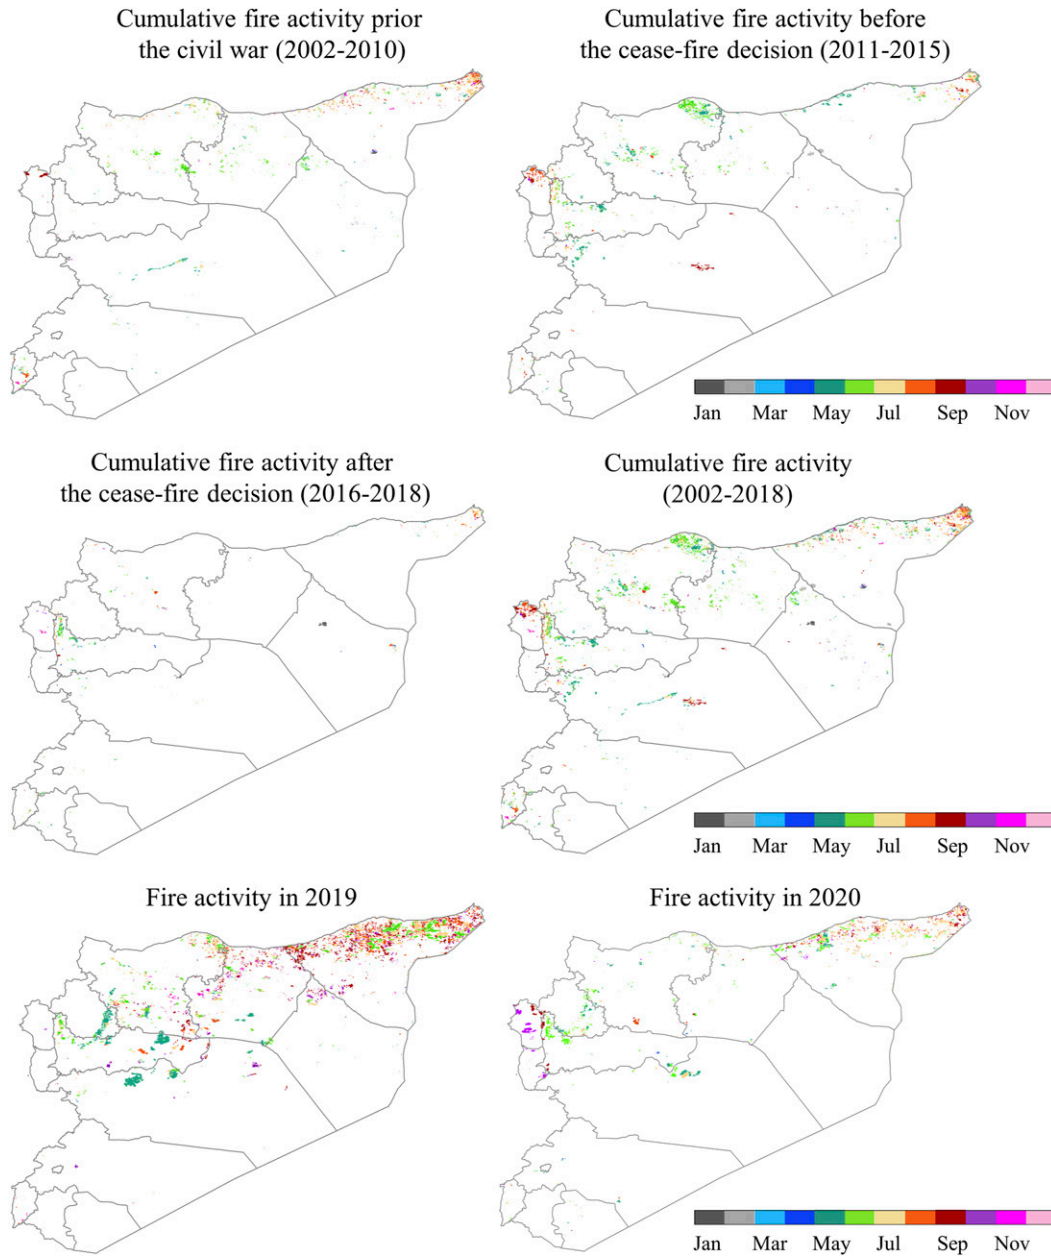 Cumulative fire activity prior
the civil war (2002-2010)
Cumulative fire activity before
the cease-fire decision (2011-2015)
Jan Mar May Jul Sep Nov
Cumulative fire activity after
the cease-fire decision (2016-2018)
Cumulative fire activity
(2002-2018)
Jan Mar May Jul Sep Nov
Fire activity in 2019
Fire activity in 2020
Jan Mar May Jul Sep Nov